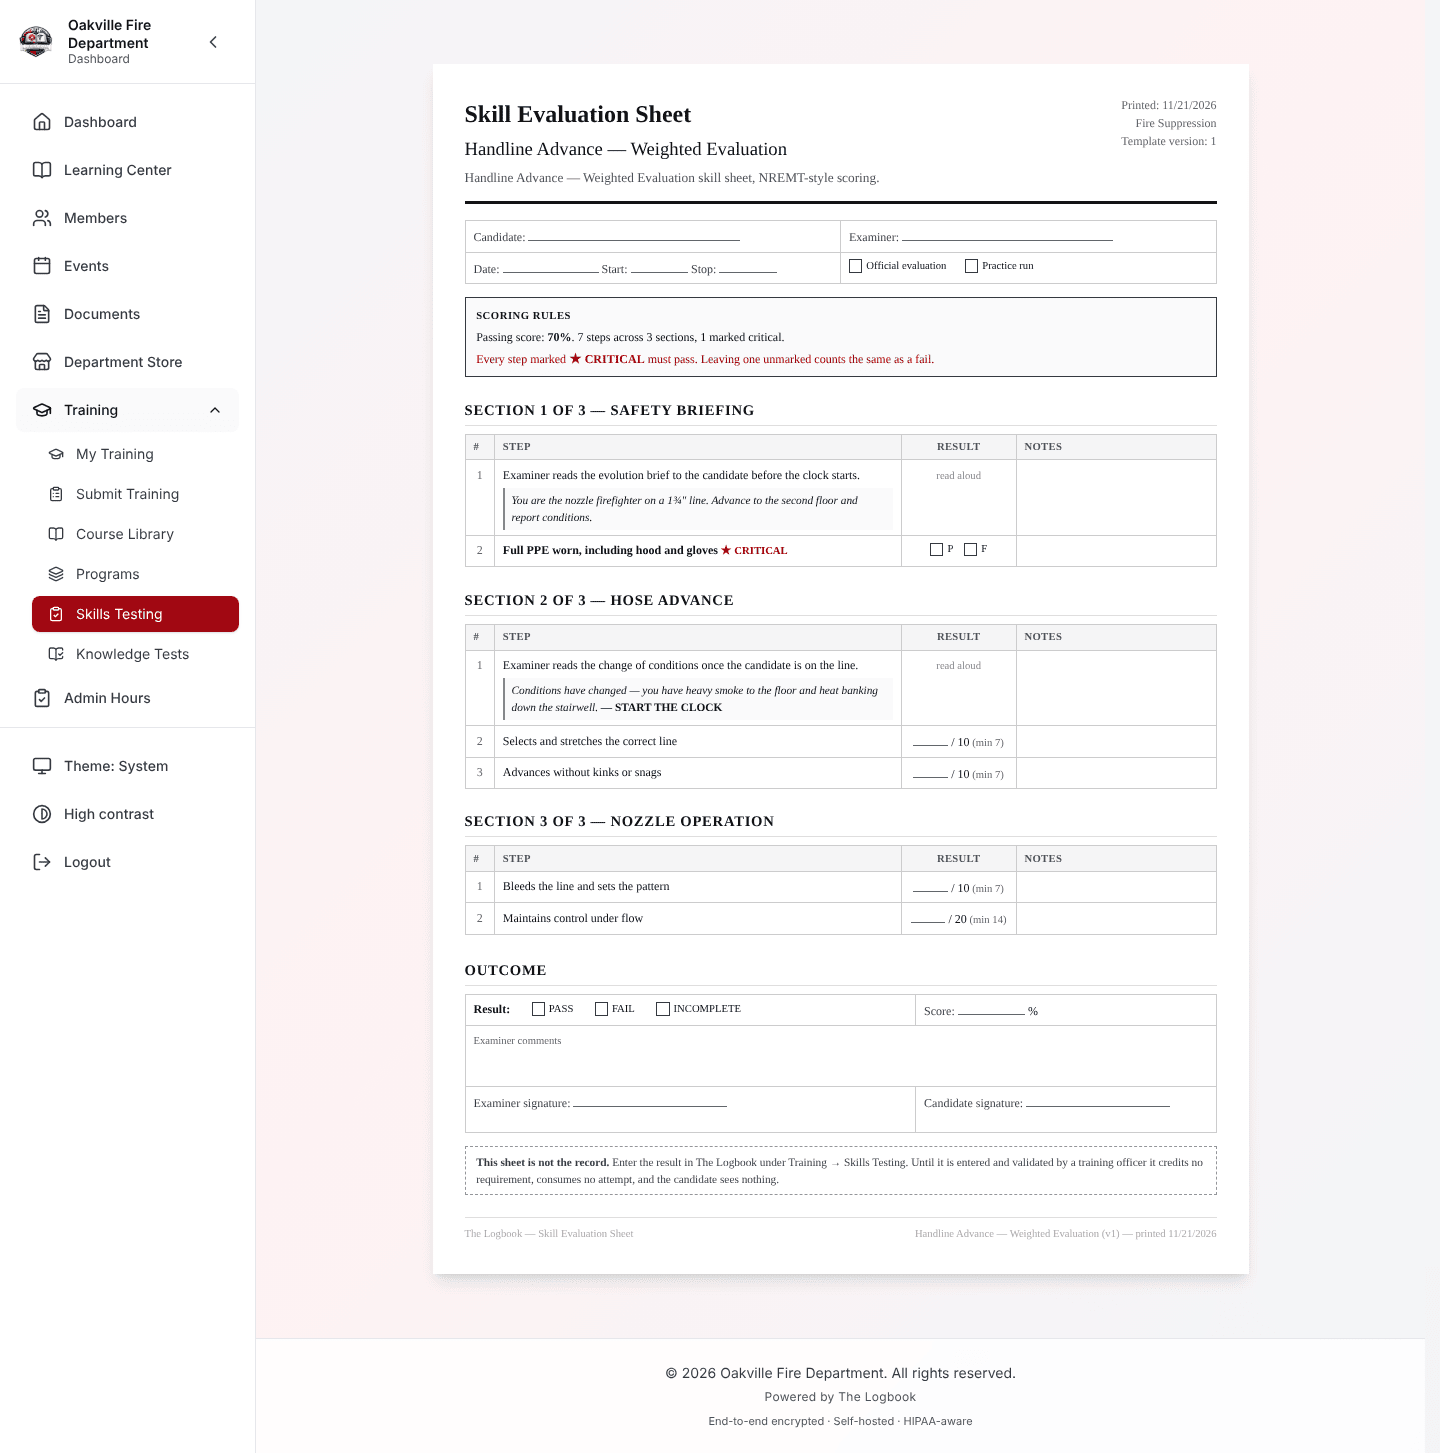 Oakville Fire
Department
Dashboard
Dashboard
Learning Center
Members
Events
Documents
Department Store
Training
My Training
Submit Training
Course Library
Programs
Skills Testing
Knowledge Tests
Admin Hours
Theme: System
High contrast
Logout
Skill Evaluation Sheet
Handline Advance — Weighted Evaluation
Handline Advance — Weighted Evaluation skill sheet, NREMT-style scoring.
Printed: 11/21/2026
Fire Suppression
Template version: 1
Candidate: Examiner:
Date: Start: Stop: Official evaluation Practice run
SCORING RULES
Passing score: 70%. 7 steps across 3 sections, 1 marked critical.
Every step marked ★ CRITICAL must pass. Leaving one unmarked counts the same as a fail.
SECTION 1 OF 3 — SAFETY BRIEFING
# STEP RESULT NOTES
1 Examiner reads the evolution brief to the candidate before the clock starts. read aloud
You are the nozzle firefighter on a 1¾" line. Advance to the second floor and
report conditions.
2 Full PPE worn, including hood and gloves ★ CRITICAL P F
SECTION 2 OF 3 — HOSE ADVANCE
# STEP RESULT NOTES
1 Examiner reads the change of conditions once the candidate is on the line. read aloud
Conditions have changed — you have heavy smoke to the floor and heat banking
down the stairwell. — START THE CLOCK
2 Selects and stretches the correct line / 10 (min 7)
3 Advances without kinks or snags / 10 (min 7)
SECTION 3 OF 3 — NOZZLE OPERATION
# STEP RESULT NOTES
1 Bleeds the line and sets the pattern / 10 (min 7)
2 Maintains control under flow / 20 (min 14)
OUTCOME
Result: PASS FAIL INCOMPLETE Score: %
Examiner comments
Examiner signature: Candidate signature:
This sheet is not the record. Enter the result in The Logbook under Training → Skills Testing. Until it is entered and validated by a training officer it credits no
requirement, consumes no attempt, and the candidate sees nothing.
The Logbook — Skill Evaluation Sheet Handline Advance — Weighted Evaluation (v1) — printed 11/21/2026
© 2026 Oakville Fire Department. All rights reserved.
Powered by The Logbook
End-to-end encrypted · Self-hosted · HIPAA-aware